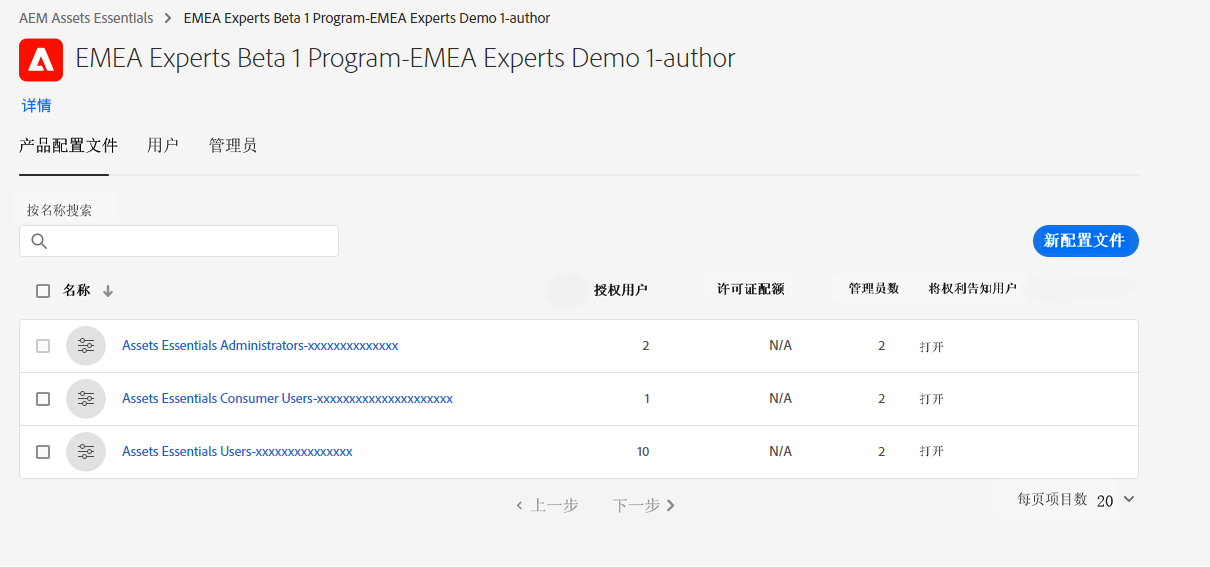 AEM Assets Essentials > EMEA Experts Beta 1 Program-EMEA Experts Demo 1-author
EMEA Experts Beta 1 Program-EMEA Experts Demo 1-author
详情
产品配置文件 用户 管理员
按名称搜索
新配置文件
名称 授权用户 许可证配额 管理员数 将权利告知用户
Assets Essentials Administrators-xxxxxxxxxxxxxx 2 N/A 2 打开
Assets Essentials Consumer Users-xxxxxxxxxxxxxxxxxxxxx 1 N/A 2 打开
Assets Essentials Users-xxxxxxxxxxxxxxx 10 N/A 2 打开
上一步 下一步
每页项目数 20